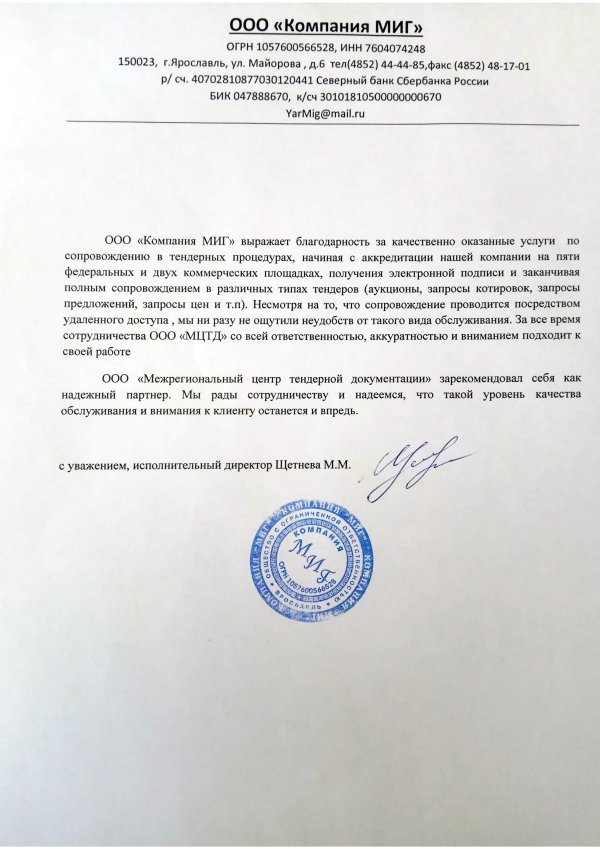 ООО «Компания МИГ»
ОГРН 1057600566528, ИНН 7604074248
150023, г.Ярославль, ул. Майорова , д.6 тел(4852) 44-44-85,факс (4852) 48-17-01
р/ сч. 40702810877030120441 Северный банк Сбербанка России
БИК 047888670, к/сч 30101810500000000670
YarMig@mail.ru
ООО «Компания МИГ» выражает благодарность за качественно оказанные услуги по
сопровождению в тендерных процедурах, начиная с аккредитации нашей компании на пяти
федеральных и двух коммерческих площадках, получения электронной подписи и заканчивая
полным сопровождением в различных типах тендеров (аукционы, запросы котировок, запросы
предложений, запросы цен и т.п). Несмотря на то, что сопровождение проводится посредством
удаленного доступа , мы ни разу не ощутили неудобств от такого вида обслуживания. За все время
сотрудничества ООО «МЦТД» со всей ответственностью, аккуратностью и вниманием подходит к
своей работе
ООО «Межрегиональный центр тендерной документации» зарекомендовал себя как
надежный партнер. Мы рады сотрудничеству и надеемся, что такой уровень качества
обслуживания и внимания к клиенту останется и впредь.
с уважением, исполнительный директор Щетнева М.М.
КОМПАНИЯ "МИГ" * КОМПАНИЯ "МИГ" * КОМПАНИЯ "МИГ"
ОБЩЕСТВО С ОГРАНИЧЕННОЙ ОТВЕТСТВЕННОСТЬЮ
* ЯРОСЛАВЛЬ *
КОМПАНИЯ
МИГ
ОГРН 1057600566528